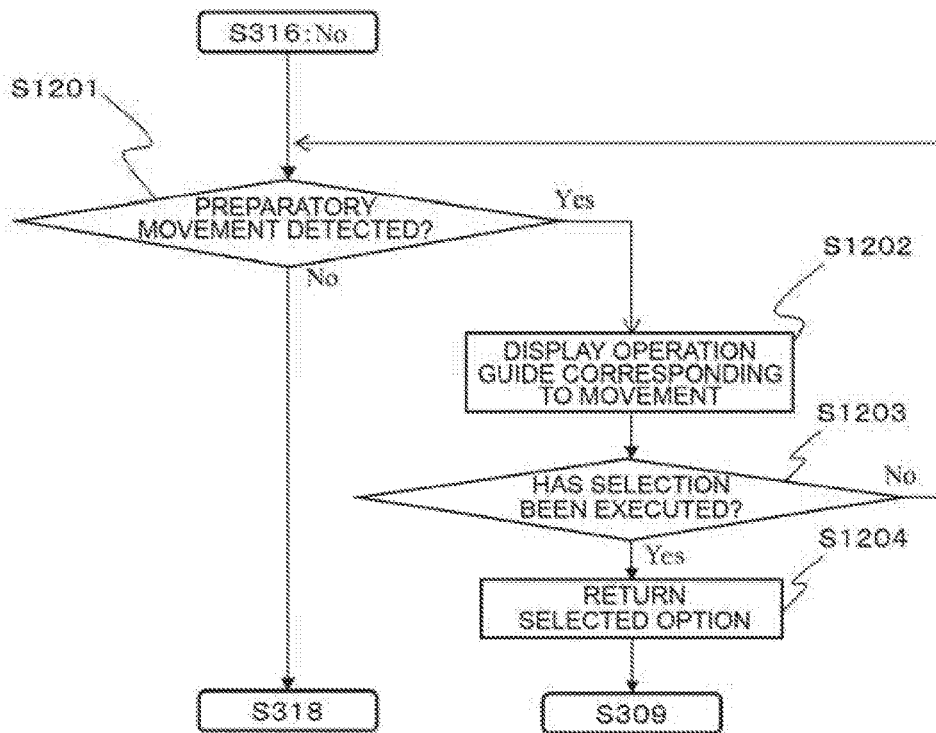 S316:No
S1201
PREPARATORY
MOVEMENT DETECTED?
Yes
No
S1202
DISPLAY OPERATION
GUIDE CORRESPONDING
TO MOVEMENT
S1203
HAS SELECTION
BEEN EXECUTED?
No
Yes
S1204
RETURN
SELECTED OPTION
S318
S309